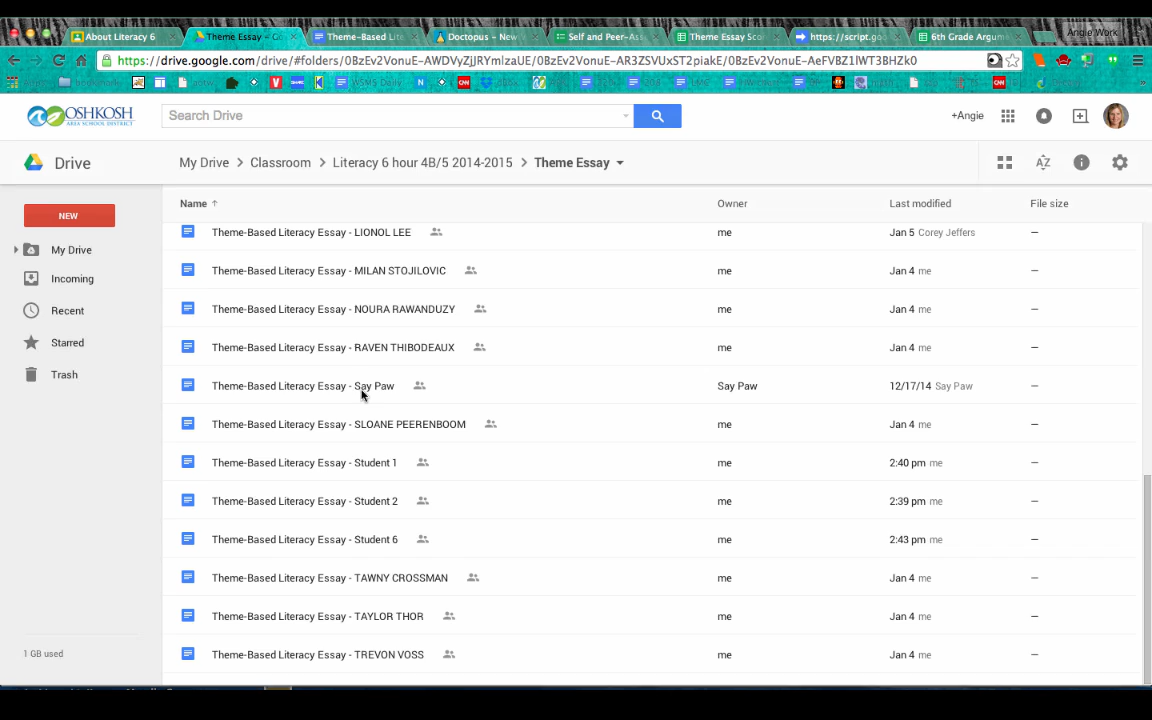 About Literacy 6
Theme Essay - Go
Theme-Based Lite
Doctopus - New
Self and Peer-Ass
Theme Essay Sco
https://script.go
6th Grade Argum
Angie Work
https://drive.google.com/drive/#folders/0BzEv2VonuE-AWDVyZjJRYmlzaUE/0BzEv2VonuE-AR3ZSVUxST2piakE/0BzEv2VonuE-AeFVBZ1lWT3BHZk0
WSMS Daily
OSHKOSH
AREA SCHOOL DISTRICT
Search Drive
+Angie
Drive
My Drive > Classroom > Literacy 6 hour 4B/5 2014-2015 > Theme Essay
NEW
My Drive
Incoming
Recent
Starred
Trash
1 GB used
Name Owner Last modified File size
Theme-Based Literacy Essay - LIONOL LEE me Jan 5 Corey Jeffers —
Theme-Based Literacy Essay - MILAN STOJILOVIC me Jan 4 me —
Theme-Based Literacy Essay - NOURA RAWANDUZY me Jan 4 me —
Theme-Based Literacy Essay - RAVEN THIBODEAUX me Jan 4 me —
Theme-Based Literacy Essay - Say Paw Say Paw 12/17/14 Say Paw —
Theme-Based Literacy Essay - SLOANE PEERENBOOM me Jan 4 me —
Theme-Based Literacy Essay - Student 1 me 2:40 pm me —
Theme-Based Literacy Essay - Student 2 me 2:39 pm me —
Theme-Based Literacy Essay - Student 6 me 2:43 pm me —
Theme-Based Literacy Essay - TAWNY CROSSMAN me Jan 4 me —
Theme-Based Literacy Essay - TAYLOR THOR me Jan 4 me —
Theme-Based Literacy Essay - TREVON VOSS me Jan 4 me —